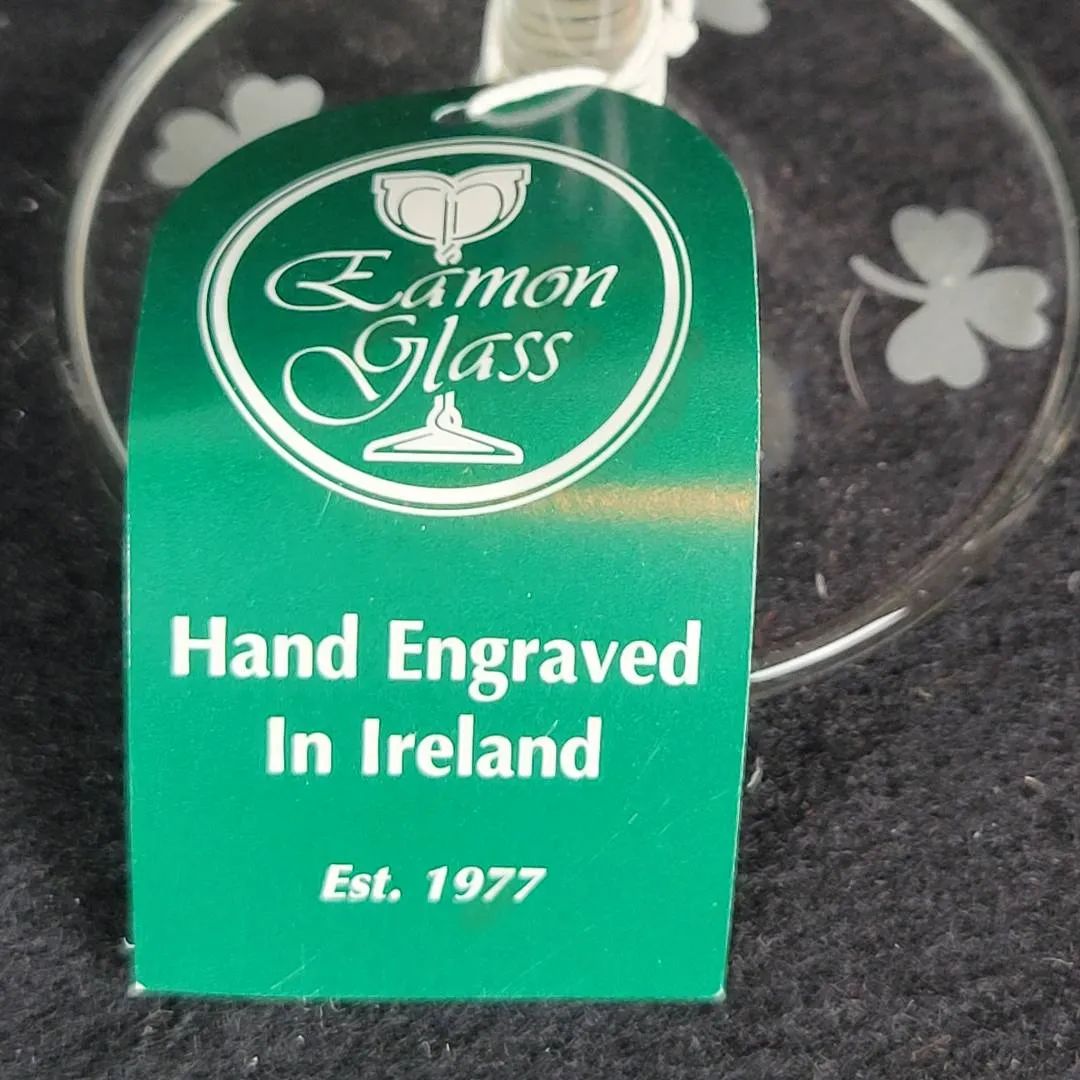 Eamon
Glass
Hand Engraved
In Ireland
Est. 1977